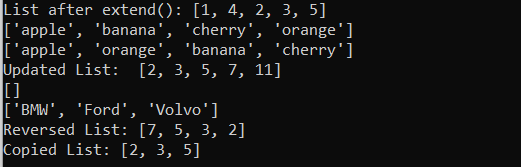 List after extend(): [1, 4, 2, 3, 5]
['apple', 'banana', 'cherry', 'orange']
['apple', 'orange', 'banana', 'cherry']
Updated List:  [2, 3, 5, 7, 11]
[]
['BMW', 'Ford', 'Volvo']
Reversed List: [7, 5, 3, 2]
Copied List: [2, 3, 5]